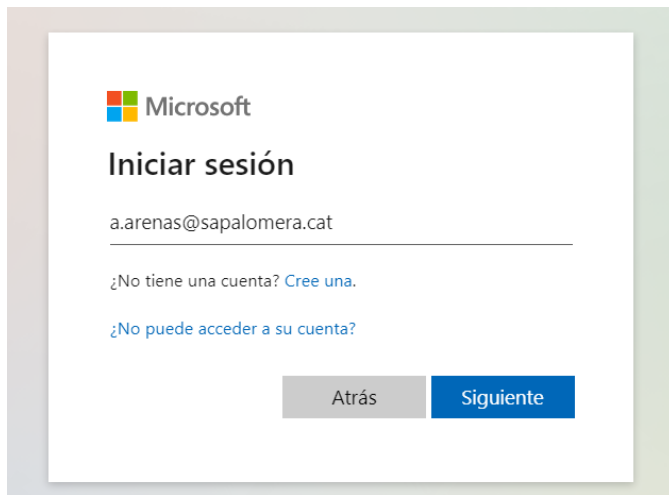 Microsoft
Iniciar sesión
a.arenas@sapalomera.cat
¿No tiene una cuenta? Cree una.
¿No puede acceder a su cuenta?
Atrás Siguiente